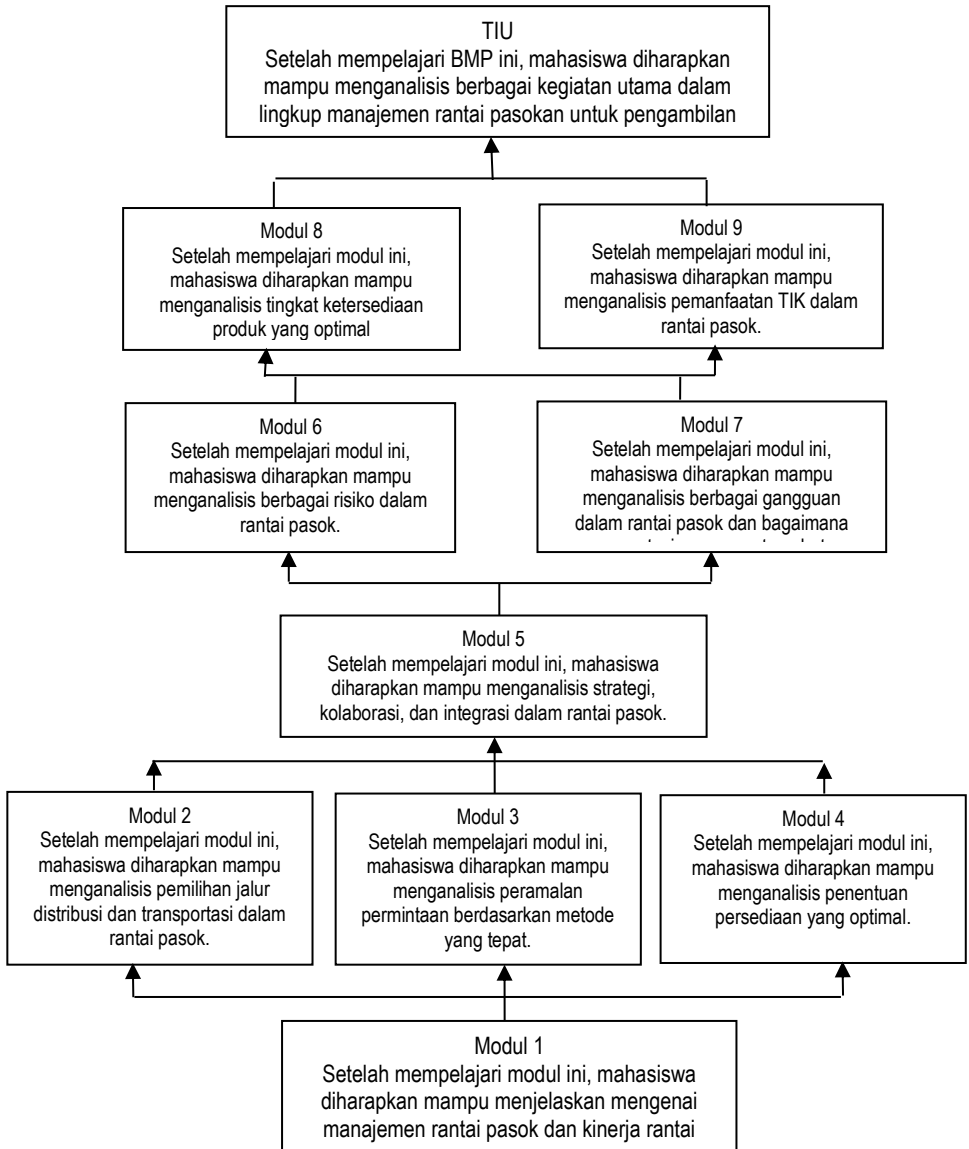 TIU
Setelah mempelajari BMP ini, mahasiswa diharapkan
mampu menganalisis berbagai kegiatan utama dalam
lingkup manajemen rantai pasokan untuk pengambilan
Modul 8
Setelah mempelajari modul ini,
mahasiswa diharapkan mampu
menganalisis tingkat ketersediaan
produk yang optimal
Modul 9
Setelah mempelajari modul ini,
mahasiswa diharapkan mampu
menganalisis pemanfaatan TIK dalam
rantai pasok.
Modul 6
Setelah mempelajari modul ini,
mahasiswa diharapkan mampu
menganalisis berbagai risiko dalam
rantai pasok.
Modul 7
Setelah mempelajari modul ini,
mahasiswa diharapkan mampu
menganalisis berbagai gangguan
dalam rantai pasok dan bagaimana
Modul 5
Setelah mempelajari modul ini, mahasiswa
diharapkan mampu menganalisis strategi,
kolaborasi, dan integrasi dalam rantai pasok.
Modul 2
Setelah mempelajari modul ini,
mahasiswa diharapkan mampu
menganalisis pemilihan jalur
distribusi dan transportasi dalam
rantai pasok.
Modul 3
Setelah mempelajari modul ini,
mahasiswa diharapkan mampu
menganalisis peramalan
permintaan berdasarkan metode
yang tepat.
Modul 4
Setelah mempelajari modul ini,
mahasiswa diharapkan mampu
menganalisis penentuan
persediaan yang optimal.
Modul 1
Setelah mempelajari modul ini, mahasiswa
diharapkan mampu menjelaskan mengenai
manajemen rantai pasok dan kinerja rantai